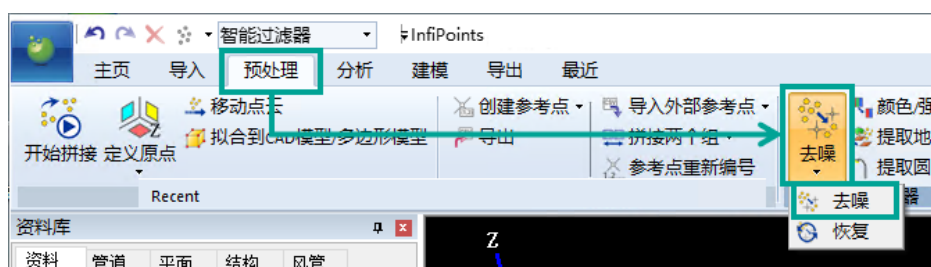 智能过滤器 InfiPoints
主页 导入 预处理 分析 建模 导出 最近
移动点云 创建参考点 导入外部参考点 颜色/强
开始拼接 定义原点 拟合到CAD模型/多边形模型 导出 拼接两个组 去噪 提取地
参考点重新编号 提取圆
Recent 器
去噪
资料库 恢复
Z
资料 管道 平面 结构 风管